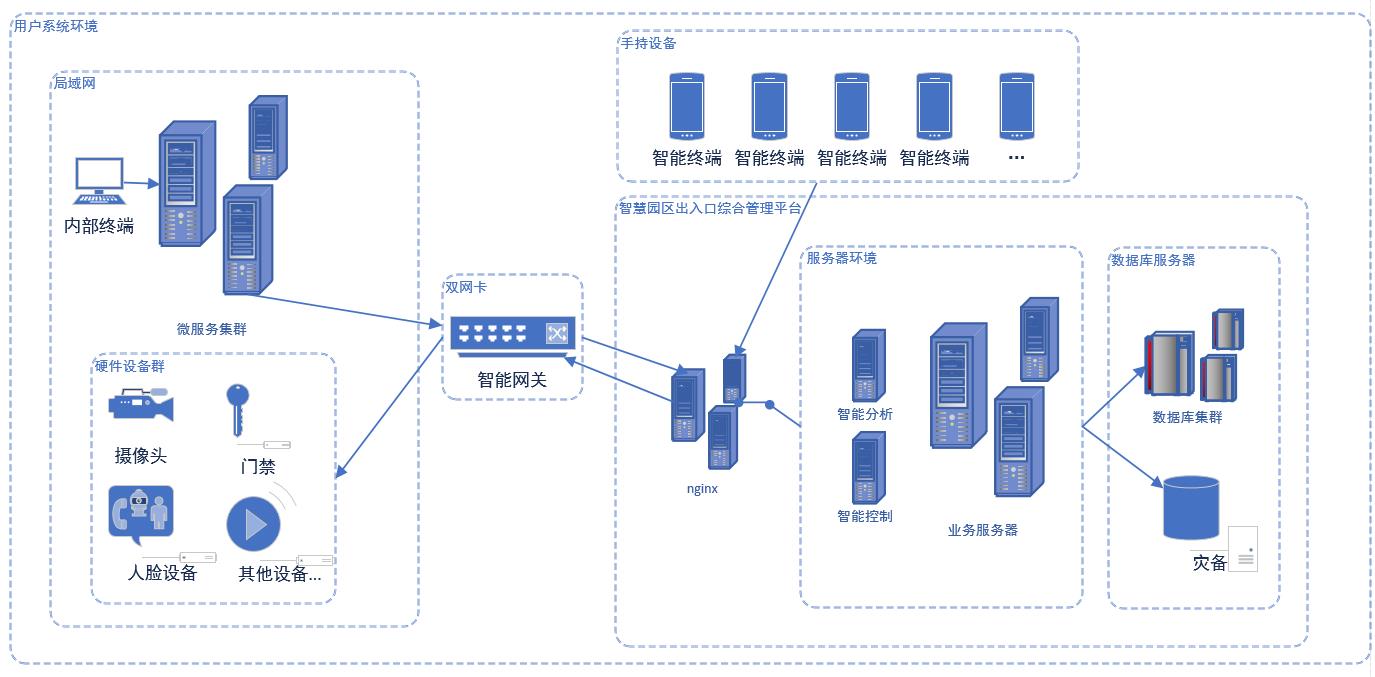 用户系统环境
手持设备
智能终端
智能终端
智能终端
智能终端
...
局域网
内部终端
微服务集群
硬件设备群
摄像头
门禁
人脸设备
其他设备...
双网卡
智能网关
智慧园区出入口综合管理平台
nginx
服务器环境
智能分析
智能控制
业务服务器
数据库服务器
数据库集群
灾备